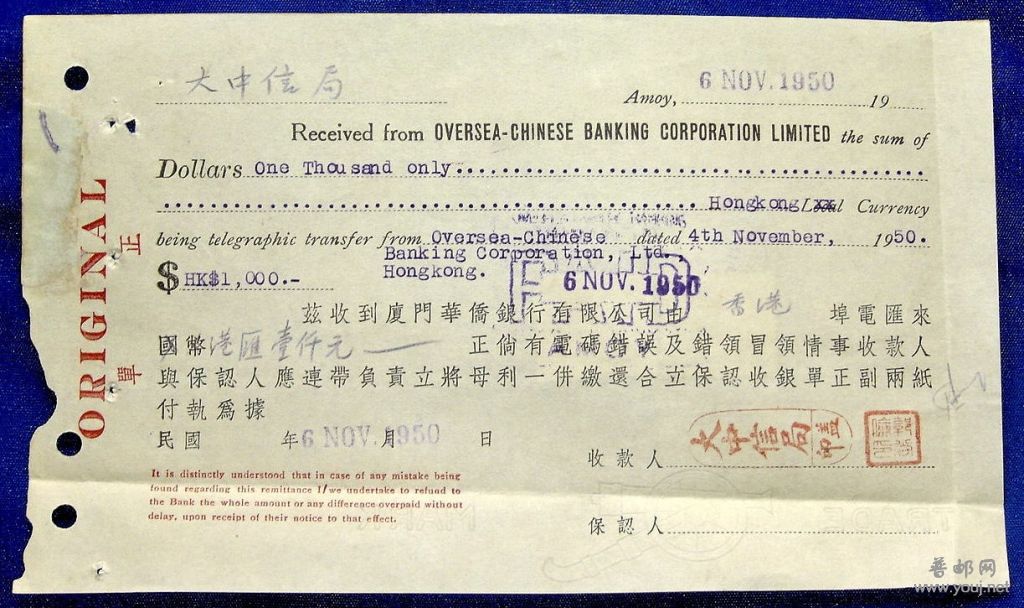 大中信局
6 NOV. 1950
Amoy, 19
Received from OVERSEA-CHINESE BANKING CORPORATION LIMITED the sum of
Dollars One Thousand only
Hongkong xx Local Currency
being telegraphic transfer from Oversea-Chinese dated 4th November, 1950.
Banking Corporation, Ltd.
$ HK$1,000.- Hongkong.
PAID
6 NOV. 1950
茲收到廈門華僑銀行有限公司由 香港 埠電匯來
國幣港匯壹仟元 正倘有電碼錯誤及錯領冒領情事收款人
與保認人應連帶負責立將母利一併繳還合立保認收銀單正副兩紙
付執爲據
民國 年 6 NOV. 月 1950 日
ORIGINAL
正單
It is distinctly understood that in case of any mistake being
found regarding this remittance I/we undertake to refund to
the Bank the whole amount or any difference overpaid without
delay, upon receipt of their notice to that effect.
收款人 大中信局
保認人
普邮网
www.youj.net